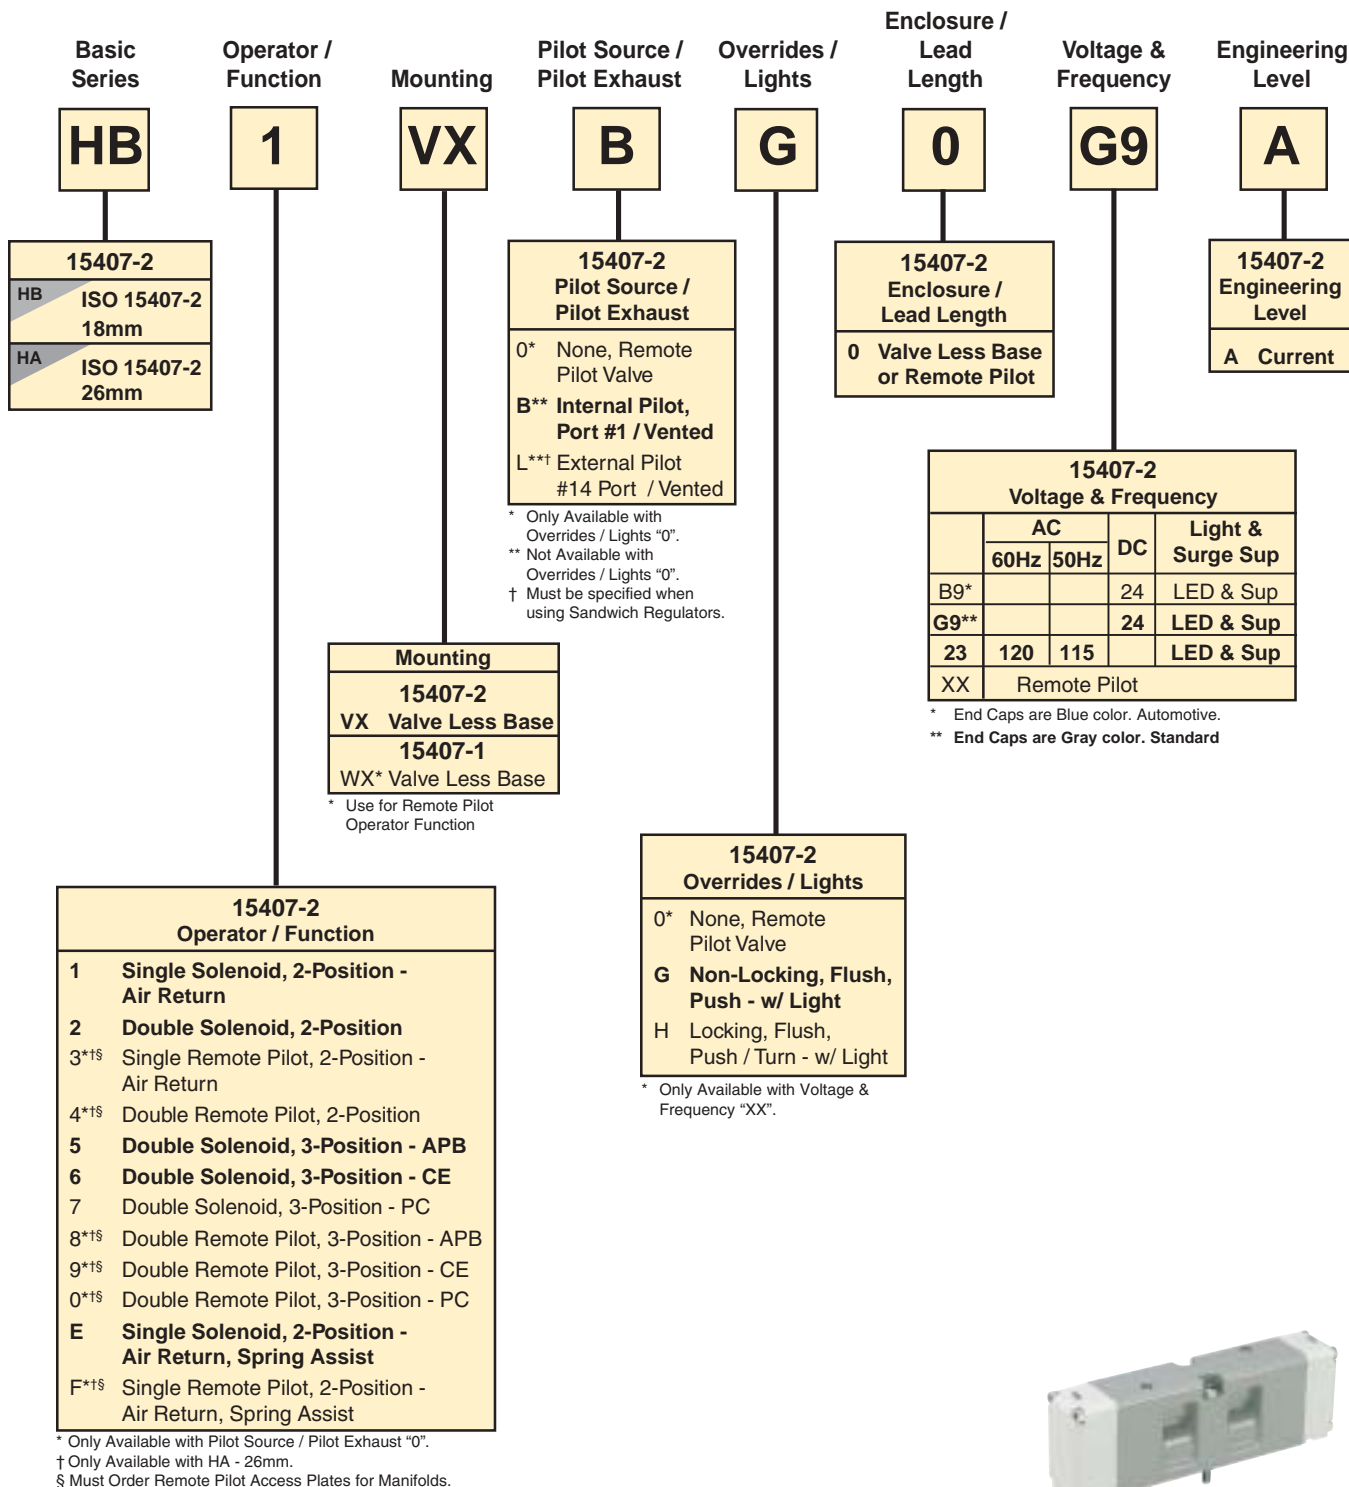 Basic
Series
Operator /
Function
Mounting
Pilot Source /
Pilot Exhaust
Overrides /
Lights
Enclosure /
Lead
Length
Voltage &
Frequency
Engineering
Level
HB
1
VX
B
G
0
G9
A
15407-2
HB ISO 15407-2
18mm
HA ISO 15407-2
26mm
15407-2
Pilot Source /
Pilot Exhaust
0* None, Remote
Pilot Valve
B** Internal Pilot,
Port #1 / Vented
L**† External Pilot
#14 Port / Vented
* Only Available with
Overrides / Lights “0”.
** Not Available with
Overrides / Lights “0”.
† Must be specified when
using Sandwich Regulators.
15407-2
Enclosure /
Lead Length
0 Valve Less Base
or Remote Pilot
15407-2
Engineering
Level
A Current
15407-2
Voltage & Frequency
AC DC Light &
Surge Sup
60Hz 50Hz
B9* 24 LED & Sup
G9** 24 LED & Sup
23 120 115 LED & Sup
XX Remote Pilot
* End Caps are Blue color. Automotive.
** End Caps are Gray color. Standard
Mounting
15407-2
VX Valve Less Base
15407-1
WX* Valve Less Base
* Use for Remote Pilot
Operator Function
15407-2
Overrides / Lights
0* None, Remote
Pilot Valve
G Non-Locking, Flush,
Push - w/ Light
H Locking, Flush,
Push / Turn - w/ Light
* Only Available with Voltage &
Frequency “XX”.
15407-2
Operator / Function
1 Single Solenoid, 2-Position -
Air Return
2 Double Solenoid, 2-Position
3*†§ Single Remote Pilot, 2-Position -
Air Return
4*†§ Double Remote Pilot, 2-Position
5 Double Solenoid, 3-Position - APB
6 Double Solenoid, 3-Position - CE
7 Double Solenoid, 3-Position - PC
8*†§ Double Remote Pilot, 3-Position - APB
9*†§ Double Remote Pilot, 3-Position - CE
0*†§ Double Remote Pilot, 3-Position - PC
E Single Solenoid, 2-Position -
Air Return, Spring Assist
F*†§ Single Remote Pilot, 2-Position -
Air Return, Spring Assist
* Only Available with Pilot Source / Pilot Exhaust “0”.
† Only Available with HA - 26mm.
§ Must Order Remote Pilot Access Plates for Manifolds.